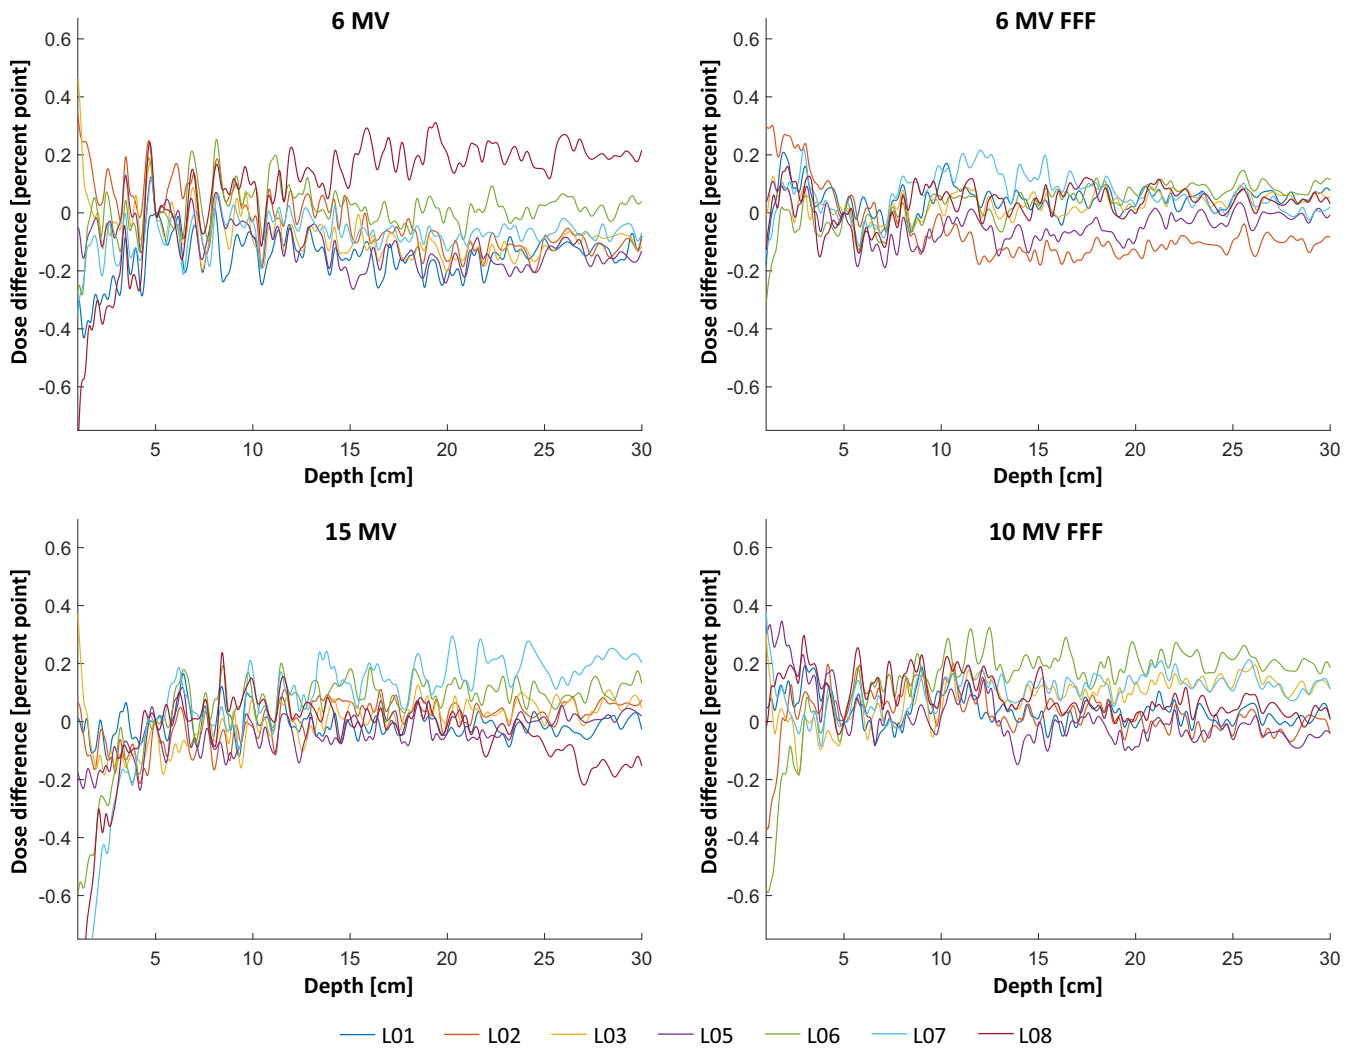 6 MV
6 MV FFF
Dose difference [percent point]
0.6
0.4
0.2
0
-0.2
-0.4
-0.6
5 10 15 20 25 30
Depth [cm]
Dose difference [percent point]
0.6
0.4
0.2
0
-0.2
-0.4
-0.6
5 10 15 20 25 30
Depth [cm]
15 MV
10 MV FFF
Dose difference [percent point]
0.6
0.4
0.2
0
-0.2
-0.4
-0.6
5 10 15 20 25 30
Depth [cm]
Dose difference [percent point]
0.6
0.4
0.2
0
-0.2
-0.4
-0.6
5 10 15 20 25 30
Depth [cm]
L01 L02 L03 L05 L06 L07 L08